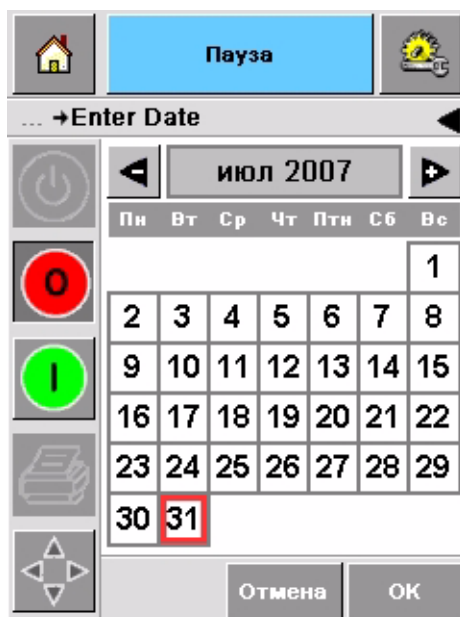 Пауза
... →Enter Date
июл 2007
Пн Вт Ср Чт Птн Сб Вс
1
2 3 4 5 6 7 8
9 10 11 12 13 14 15
16 17 18 19 20 21 22
23 24 25 26 27 28 29
30 31
Отмена ОК